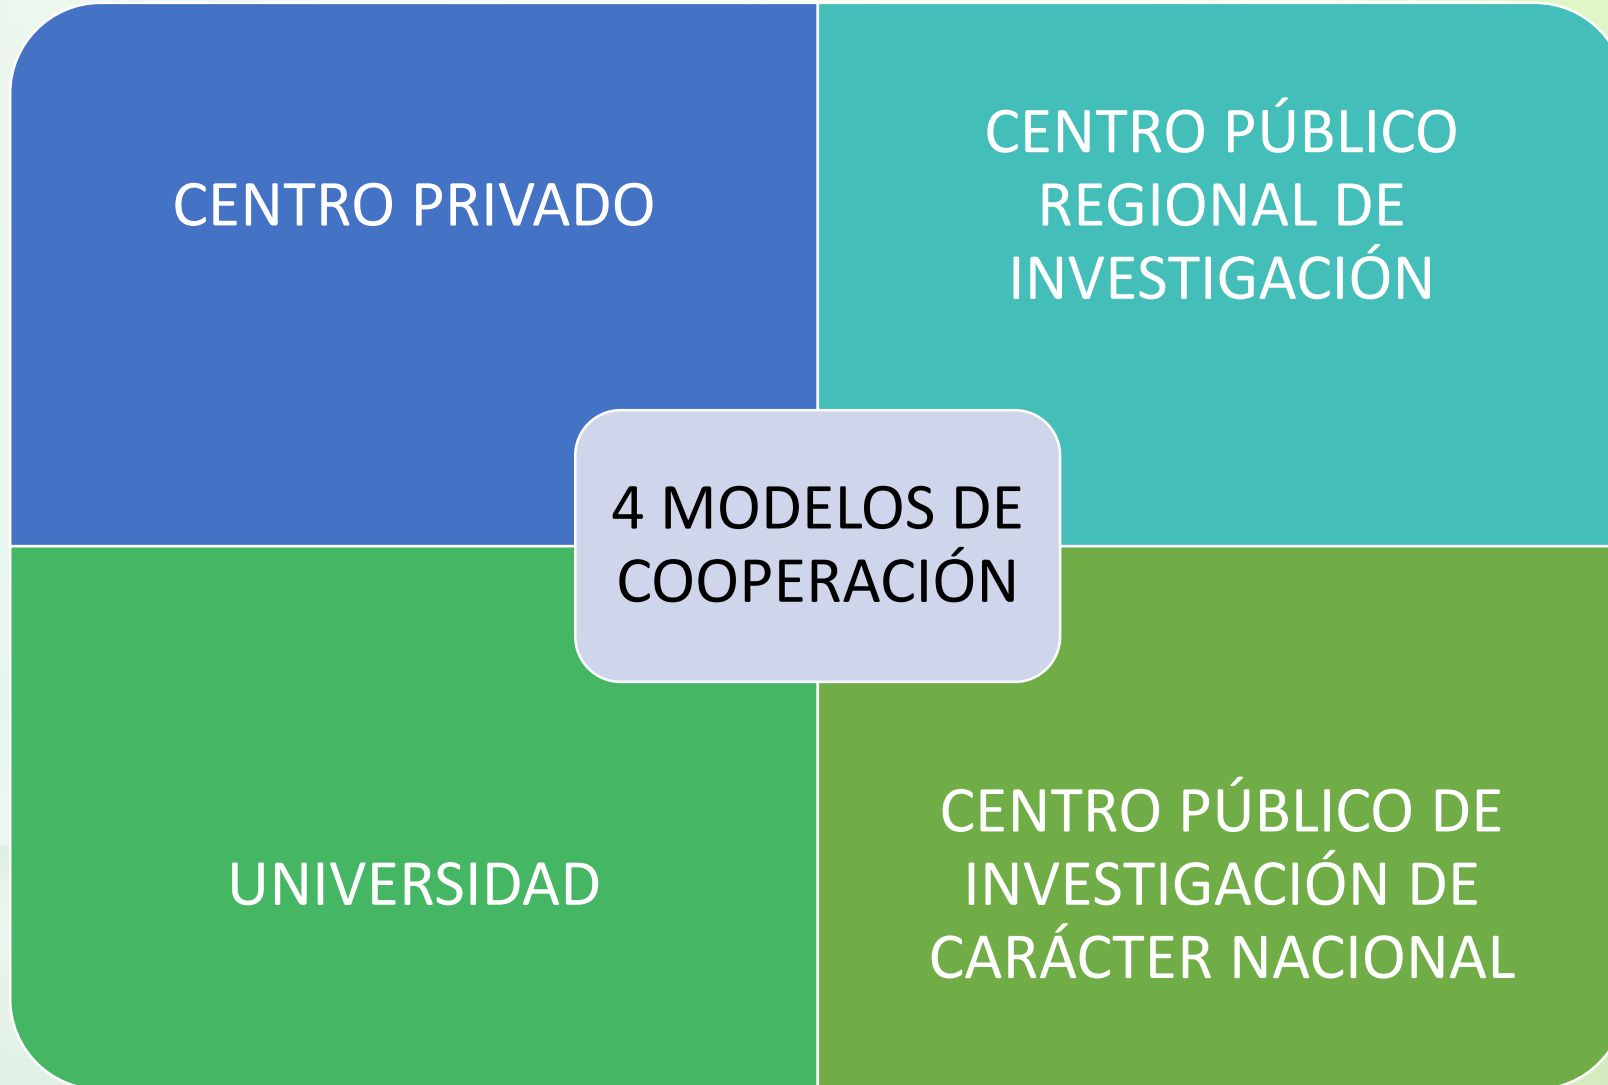 CENTRO PRIVADO
CENTRO PÚBLICO
REGIONAL DE
INVESTIGACIÓN
4 MODELOS DE
COOPERACIÓN
UNIVERSIDAD
CENTRO PÚBLICO DE
INVESTIGACIÓN DE
CARÁCTER NACIONAL